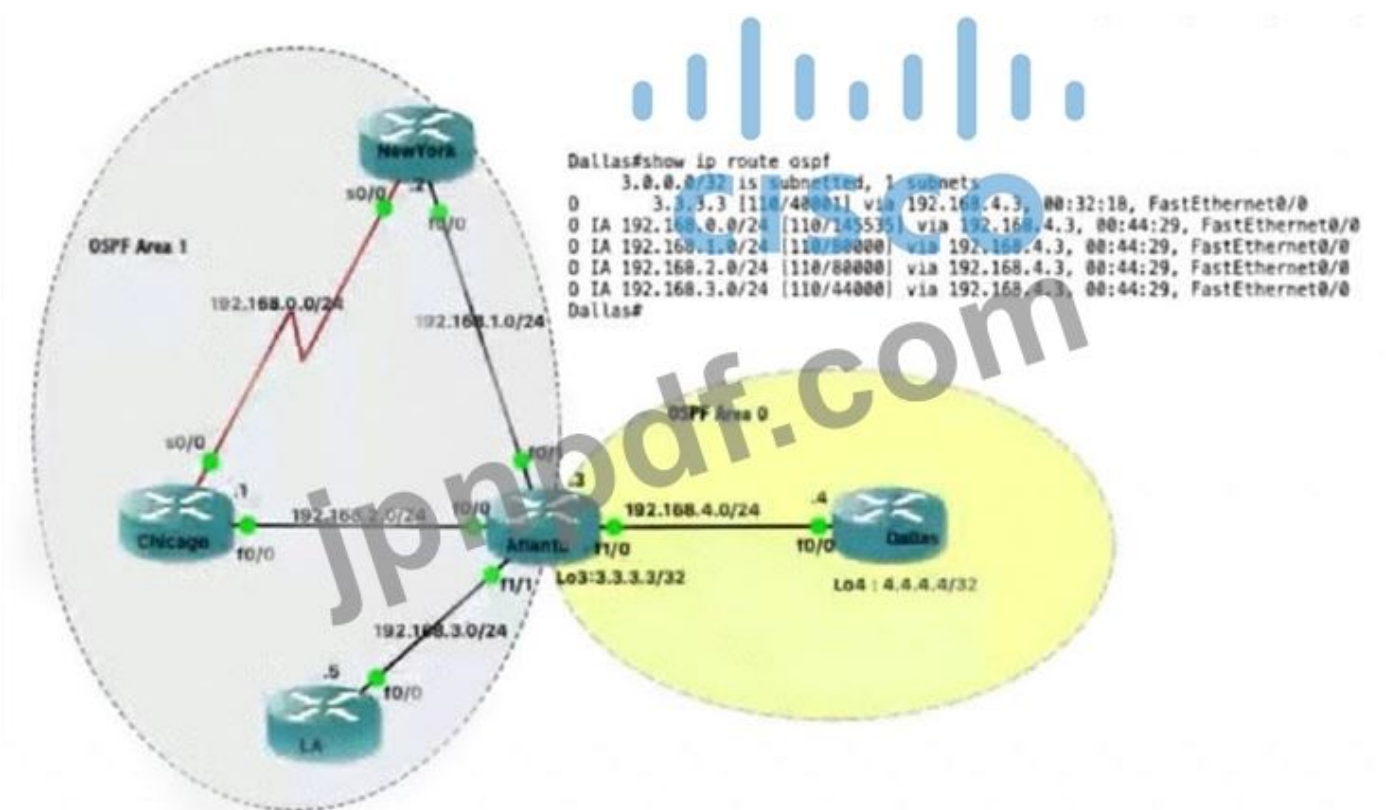 CISCO
Dallas#show ip route ospf
3.0.0.0/32 is subnetted, 1 subnets
O 3.3.3.3 [110/40001] via 192.168.4.3, 00:32:18, FastEthernet0/0
O IA 192.168.0.0/24 [110/145535] via 192.168.4.3, 00:44:29, FastEthernet0/0
O IA 192.168.1.0/24 [110/80000] via 192.168.4.3, 00:44:29, FastEthernet0/0
O IA 192.168.2.0/24 [110/80000] via 192.168.4.3, 00:44:29, FastEthernet0/0
O IA 192.168.3.0/24 [110/44000] via 192.168.4.3, 00:44:29, FastEthernet0/0
Dallas#
NewYork
.2
s0/0
f0/0
OSPF Area 1
192.168.0.0/24
192.168.1.0/24
OSPF Area 0
jpnpdf.com
s0/0
f0/1
.1
.3
192.168.2.0/24
f0/0
192.168.4.0/24
.4
Chicago
f0/0
Atlanta
f1/0
f0/0
Dallas
f1/1
Lo3:3.3.3.3/32
Lo4 : 4.4.4.4/32
192.168.3.0/24
.5
f0/0
LA